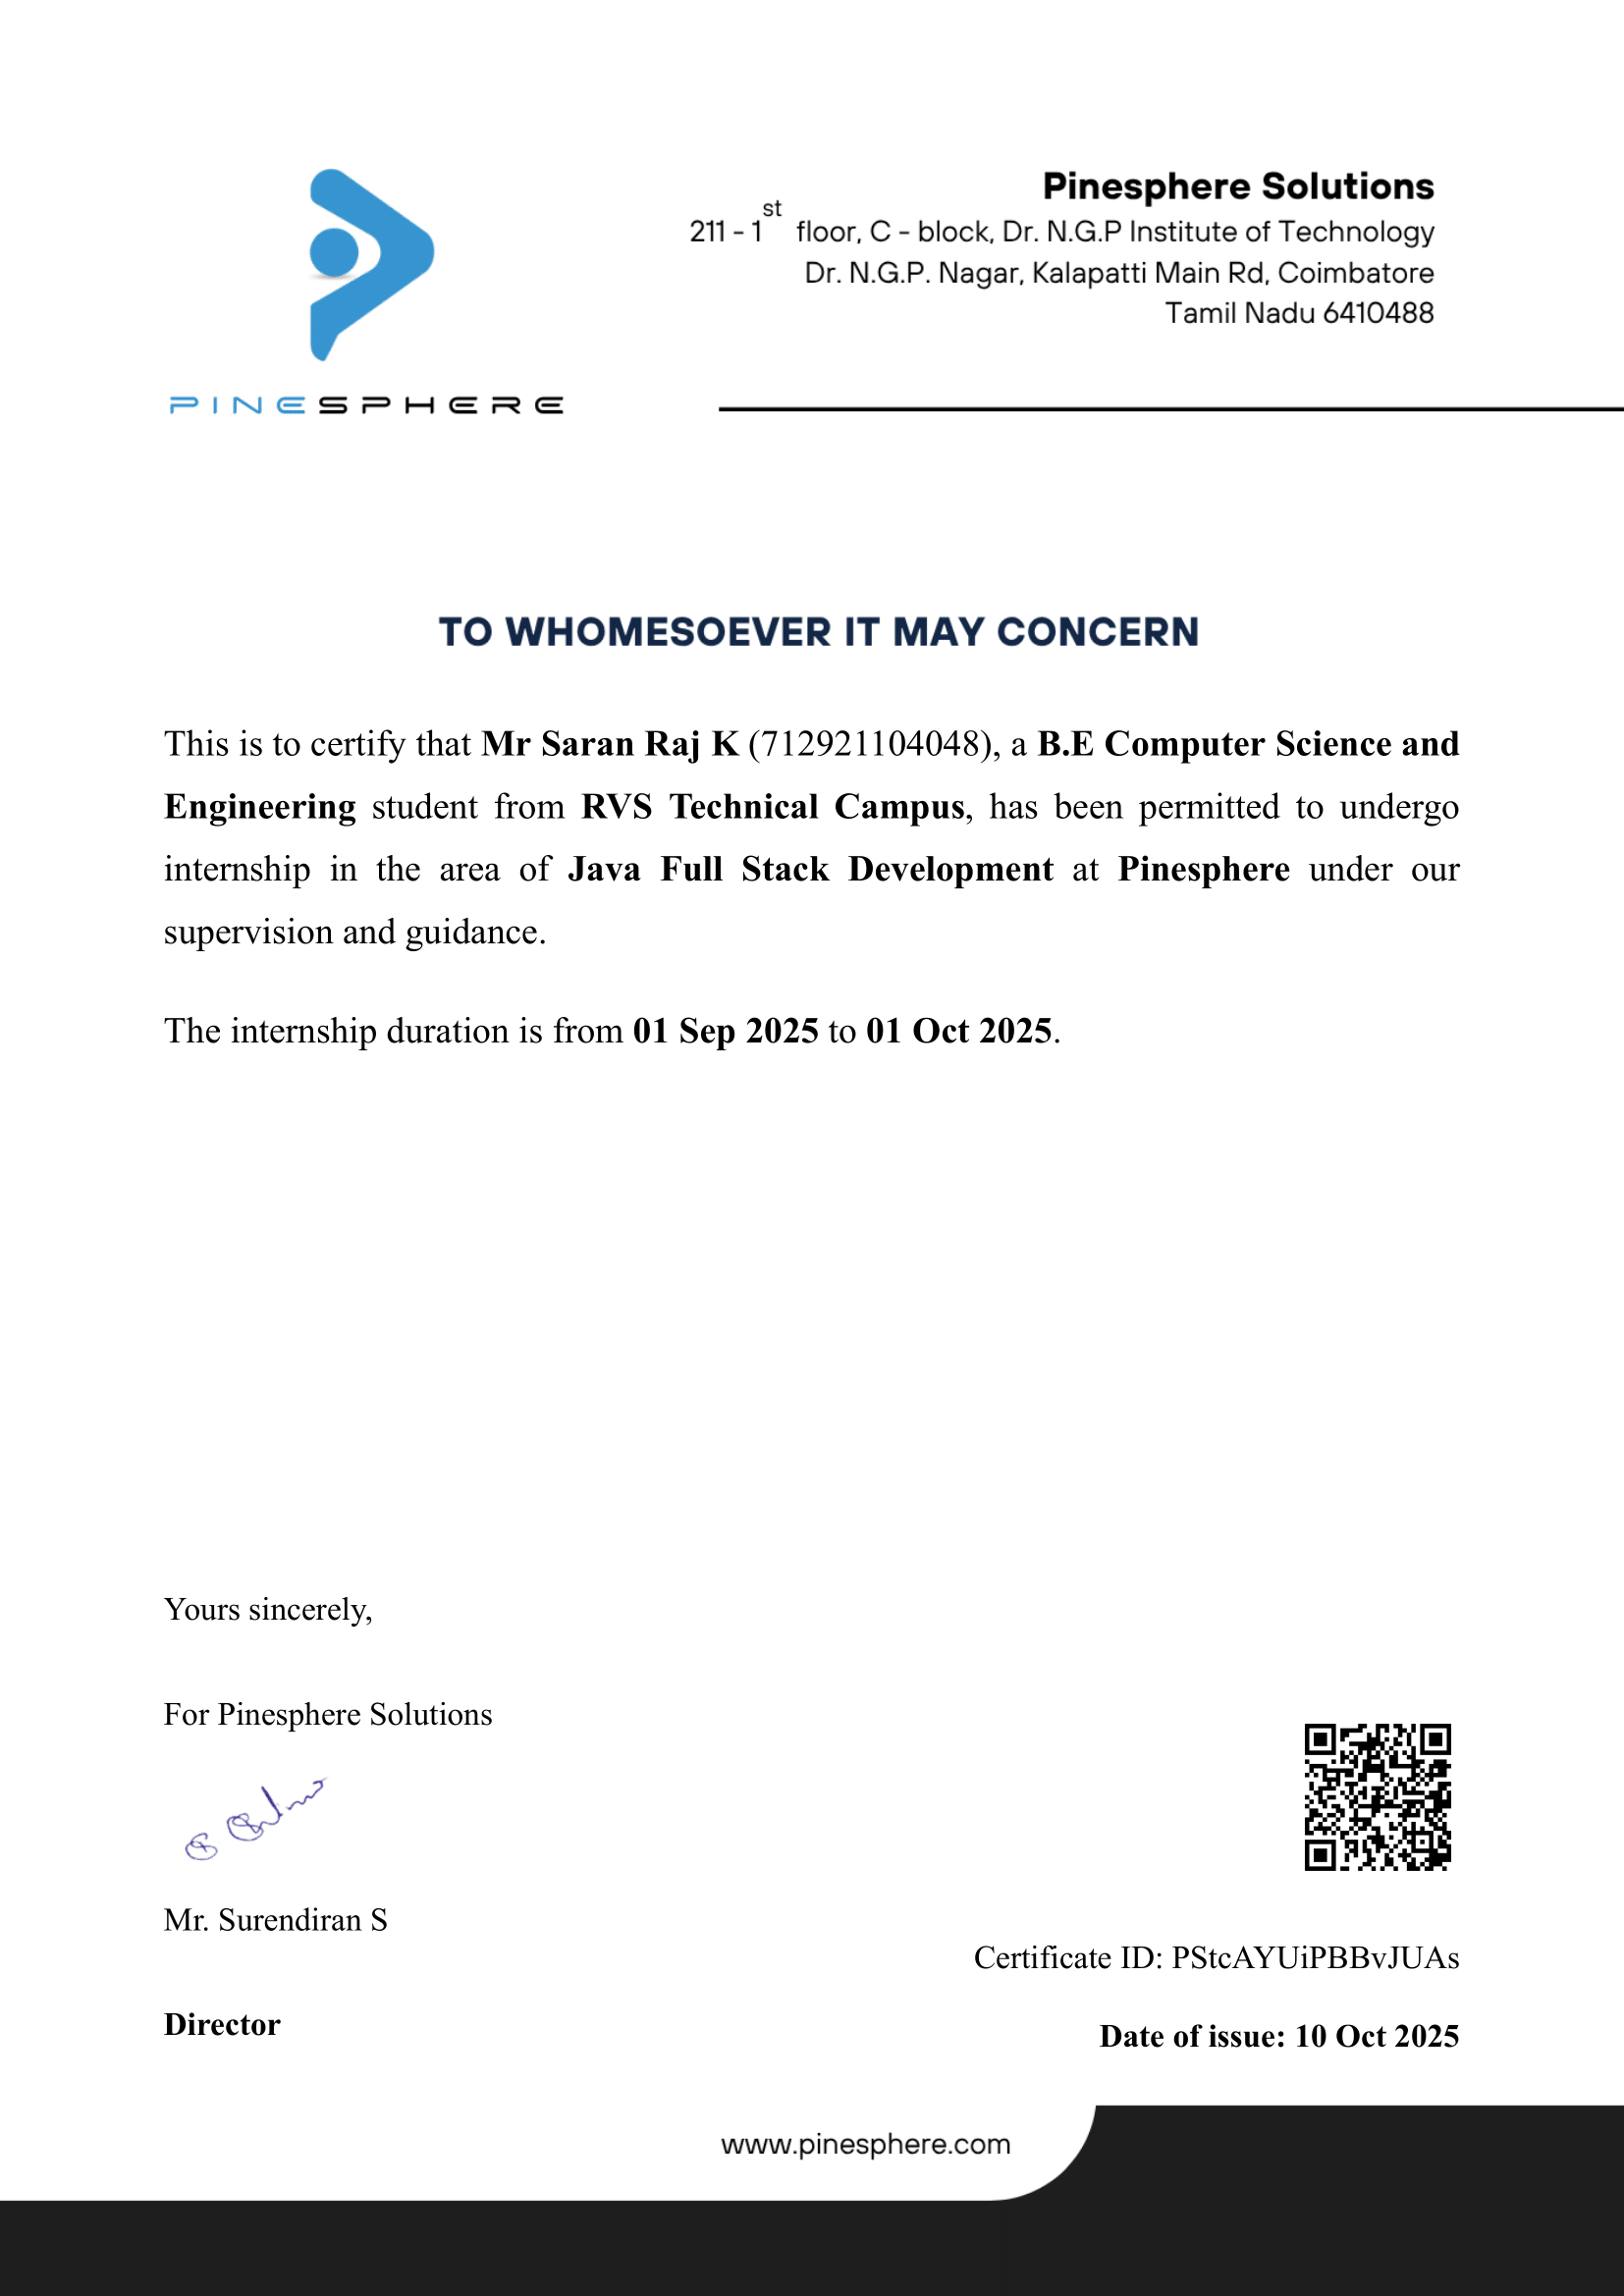 PINESPHERE
Pinesphere Solutions
211 - 1st floor, C - block, Dr. N.G.P Institute of Technology
Dr. N.G.P. Nagar, Kalapatti Main Rd, Coimbatore
Tamil Nadu 6410488
TO WHOMESOEVER IT MAY CONCERN
This is to certify that Mr Saran Raj K (712921104048), a B.E Computer Science and
Engineering student from RVS Technical Campus, has been permitted to undergo
internship in the area of Java Full Stack Development at Pinesphere under our
supervision and guidance.
The internship duration is from 01 Sep 2025 to 01 Oct 2025.
Yours sincerely,
For Pinesphere Solutions
Mr. Surendiran S
Director
Certificate ID: PStcAYUiPBBvJUAs
Date of issue: 10 Oct 2025
www.pinesphere.com